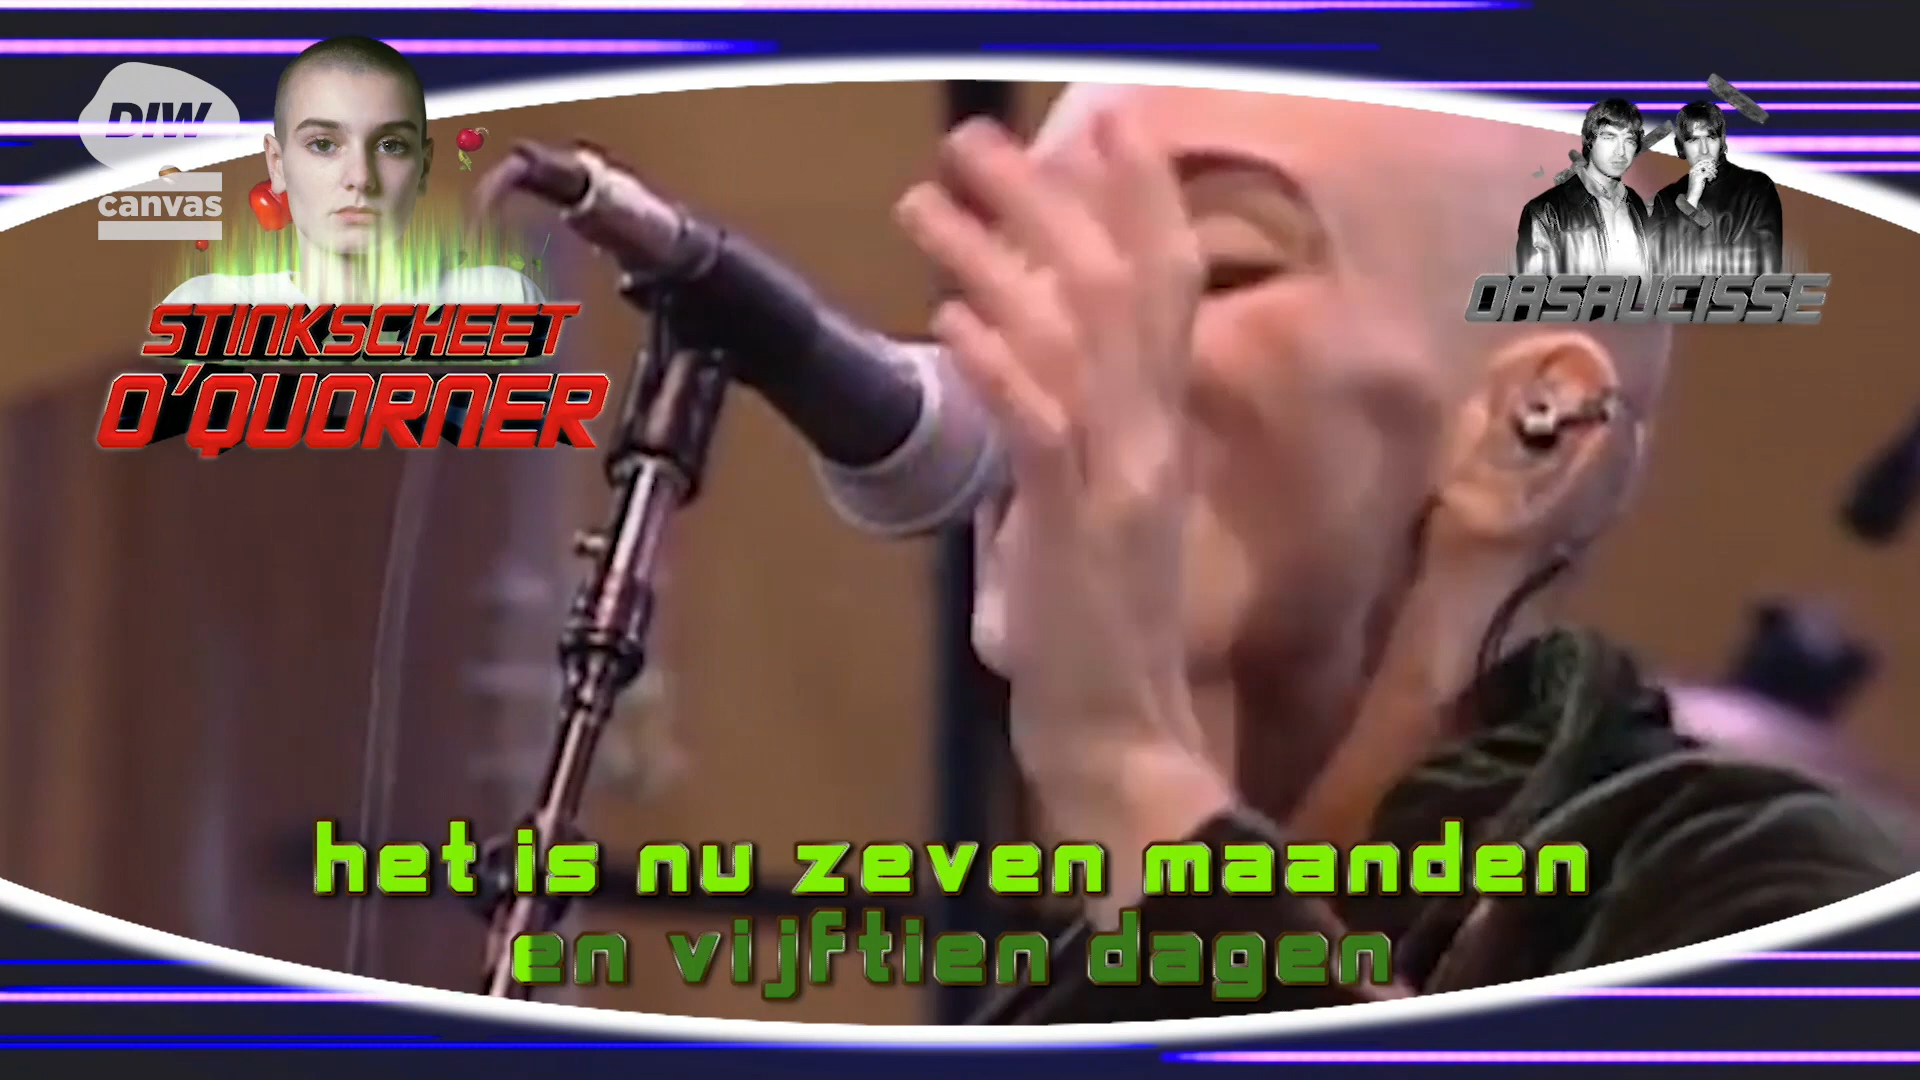 DIW
canvas
STINKSCHEET
O'QUORNER
OASAUCISSE
het is nu zeven maanden
en vijftien dagen